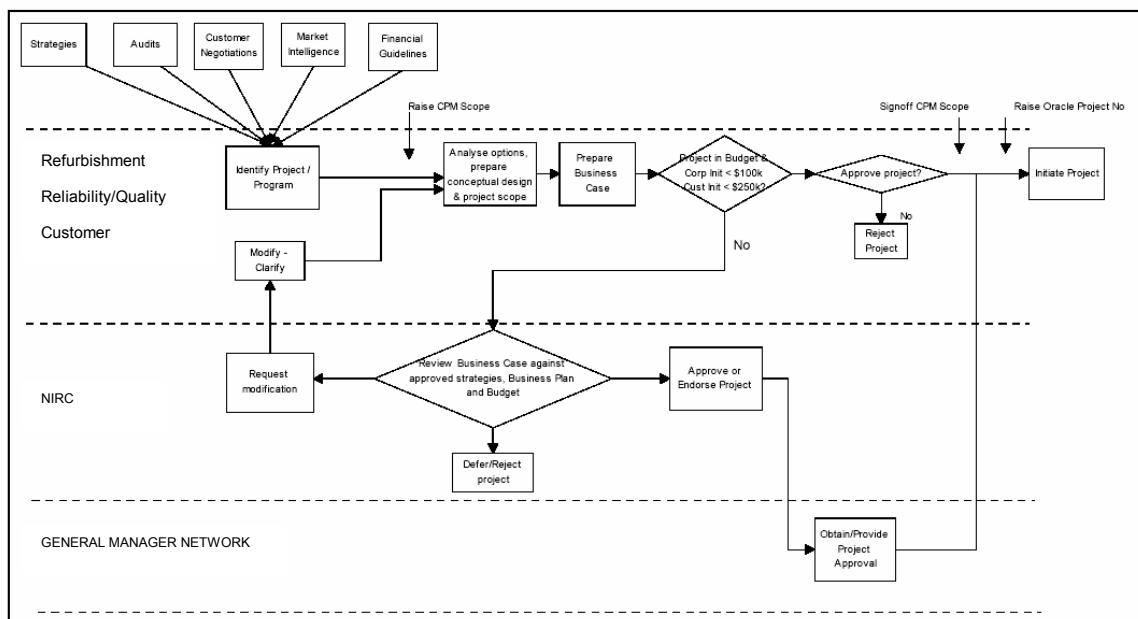 Strategies
Audits
Customer
Negotiations
Market
Intelligence
Financial
Guidelines
Raise CPM Scope
Signoff CPM Scope
Raise Oracle Project No
Refurbishment
Reliability/Quality
Customer
Identify Project /
Program
Analyse options,
prepare
conceptual design
& project scope
Prepare
Business
Case
Project in Budget &
Corp Init < $100k
Cust Init < $250k?
Approve project?
Initiate Project
No
Reject
Project
No
Modify -
Clarify
NIRC
Request
modification
Review Business Case against
approved strategies, Business Plan
and Budget
Approve or
Endorse Project
Defer/Reject
project
GENERAL MANAGER NETWORK
Obtain/Provide
Project
Approval